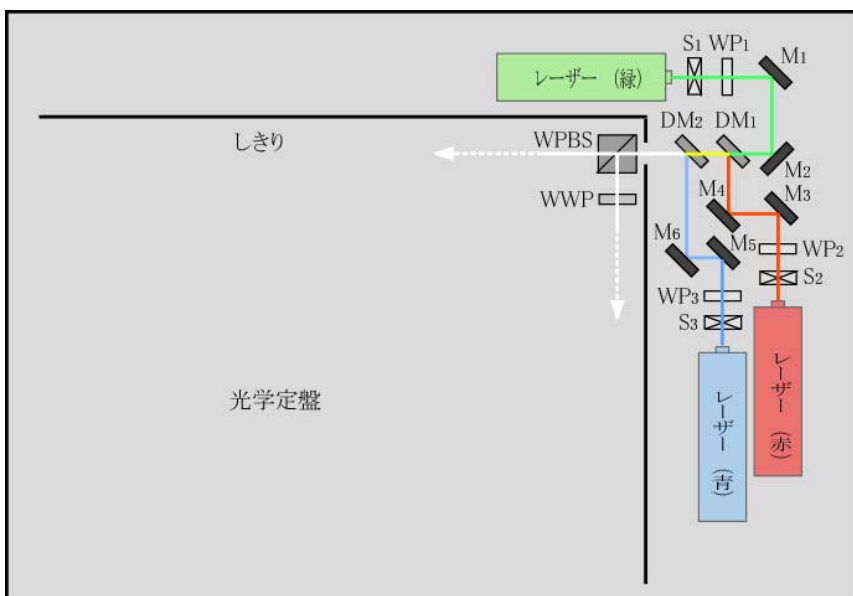 S1 WP1
M1
レーザー (緑)
DM2 DM1
しきり
WPBS
M2
M4
M3
WWP
M6
M5
WP2
S2
WP3
S3
レーザー (赤)
レーザー (青)
光学定盤